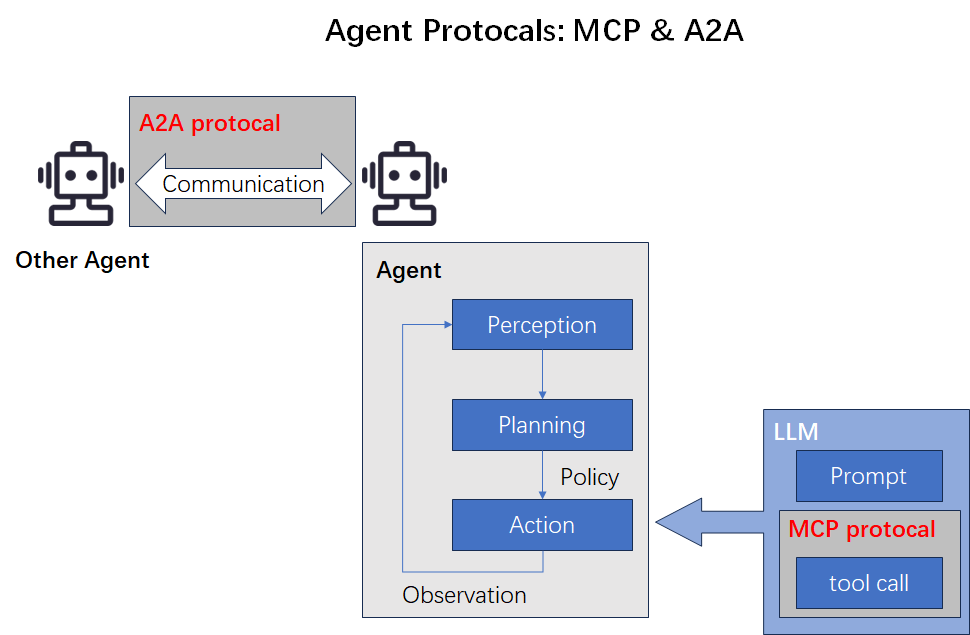 Agent Protocals: MCP & A2A
A2A protocal
Communication
Other Agent
Agent
Perception
Planning
Policy
Action
Observation
LLM
Prompt
MCP protocal
tool call